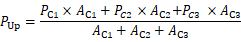 P_Up = (P_C1 × A_C1 + P_C2 × A_C2 + P_C3 × A_C3) / (A_C1 + A_C2 + A_C3)